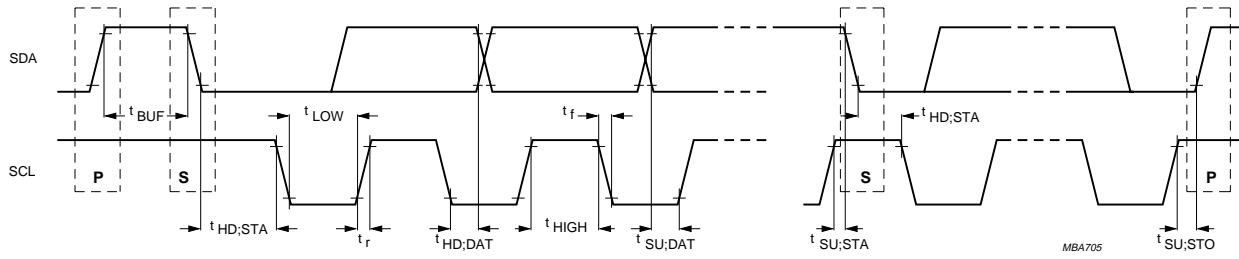 SDA
t BUF
t LOW
t f
t HD;STA
SCL
P
S
S
P
t HD;STA
t r
t HD;DAT
t HIGH
t SU;DAT
t SU;STA
MBA705
t SU;STO